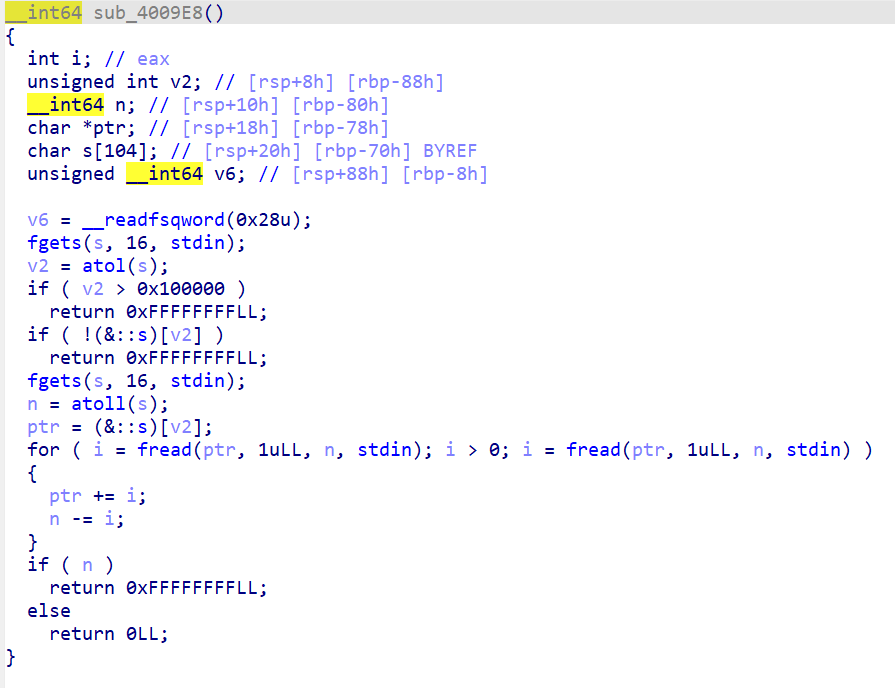 __int64 sub_4009E8()
{
  int i; // eax
  unsigned int v2; // [rsp+8h] [rbp-88h]
  __int64 n; // [rsp+10h] [rbp-80h]
  char *ptr; // [rsp+18h] [rbp-78h]
  char s[104]; // [rsp+20h] [rbp-70h] BYREF
  unsigned __int64 v6; // [rsp+88h] [rbp-8h]

  v6 = __readfsqword(0x28u);
  fgets(s, 16, stdin);
  v2 = atol(s);
  if ( v2 > 0x100000 )
    return 0xFFFFFFFFLL;
  if ( !(&::s)[v2] )
    return 0xFFFFFFFFLL;
  fgets(s, 16, stdin);
  n = atoll(s);
  ptr = (&::s)[v2];
  for ( i = fread(ptr, 1uLL, n, stdin); i > 0; i = fread(ptr, 1uLL, n, stdin) )
  {
    ptr += i;
    n -= i;
  }
  if ( n )
    return 0xFFFFFFFFLL;
  else
    return 0LL;
}